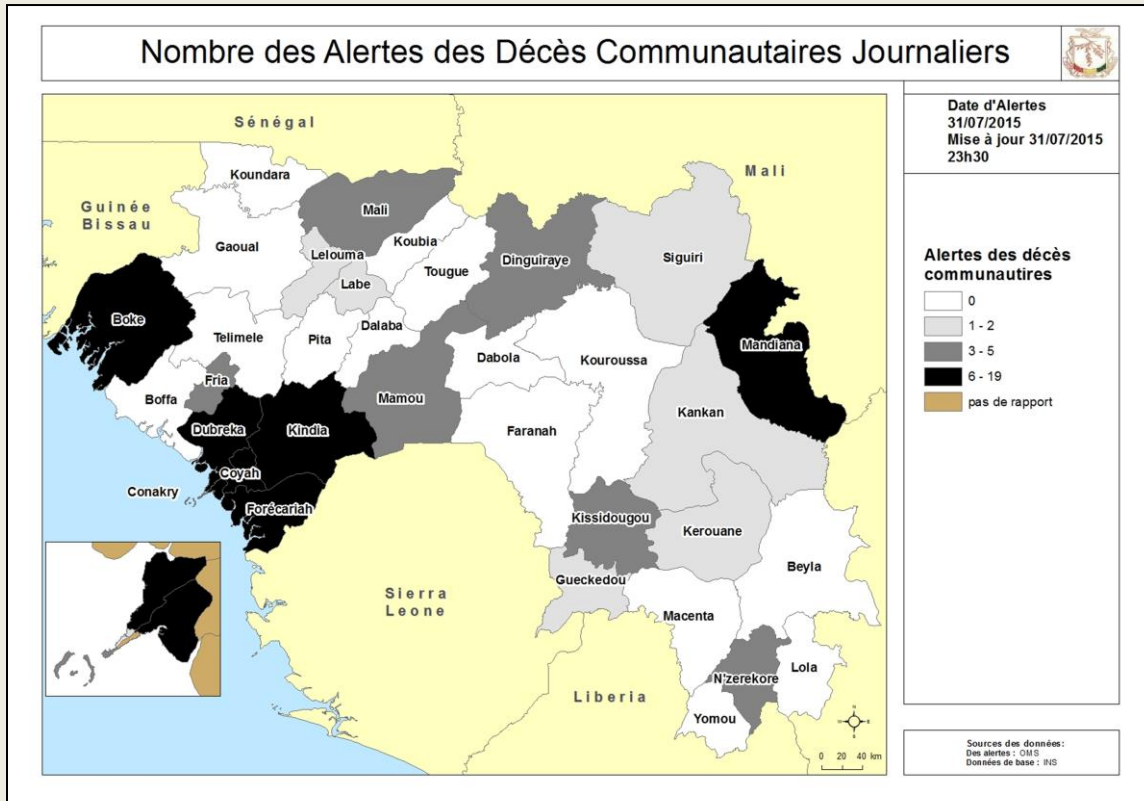 Nombre des Alertes des Décès Communautaires Journaliers
Date d'Alertes
31/07/2015
Mise à jour 31/07/2015
23h30
Alertes des décès
communautires
0
1 - 2
3 - 5
6 - 19
pas de rapport
Sénégal
Mali
Guinée
Bissau
Koundara
Mali
Gaoual
Koubia
Lelouma
Tougue
Labe
Dinguiraye
Siguiri
Boke
Telimele
Pita
Dalaba
Dabola
Kouroussa
Mandiana
Fria
Boffa
Mamou
Kankan
Dubreka
Kindia
Faranah
Coyah
Conakry
Forécariah
Kissidougou
Kerouane
Beyla
Gueckedou
Sierra
Leone
Macenta
Lola
N'zerekore
Liberia
Yomou
N
0 20 40 km
Sources des données:
Des alertes : OMS
Données de base : INS